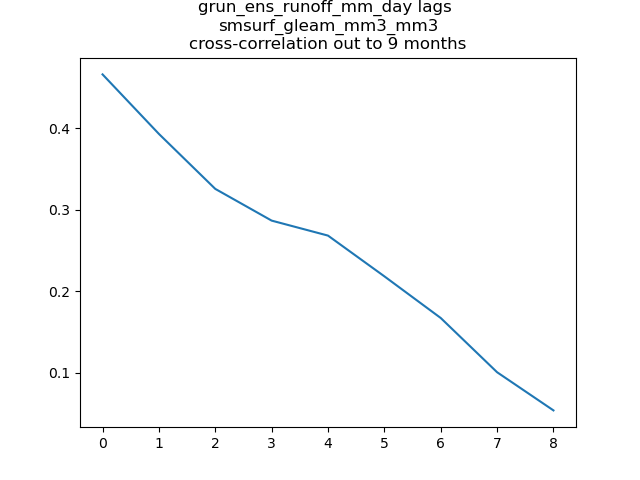 grun_ens_runoff_mm_day lags
smsurf_gleam_mm3_mm3
cross-correlation out to 9 months
0.4
0.3
0.2
0.1
0 1 2 3 4 5 6 7 8